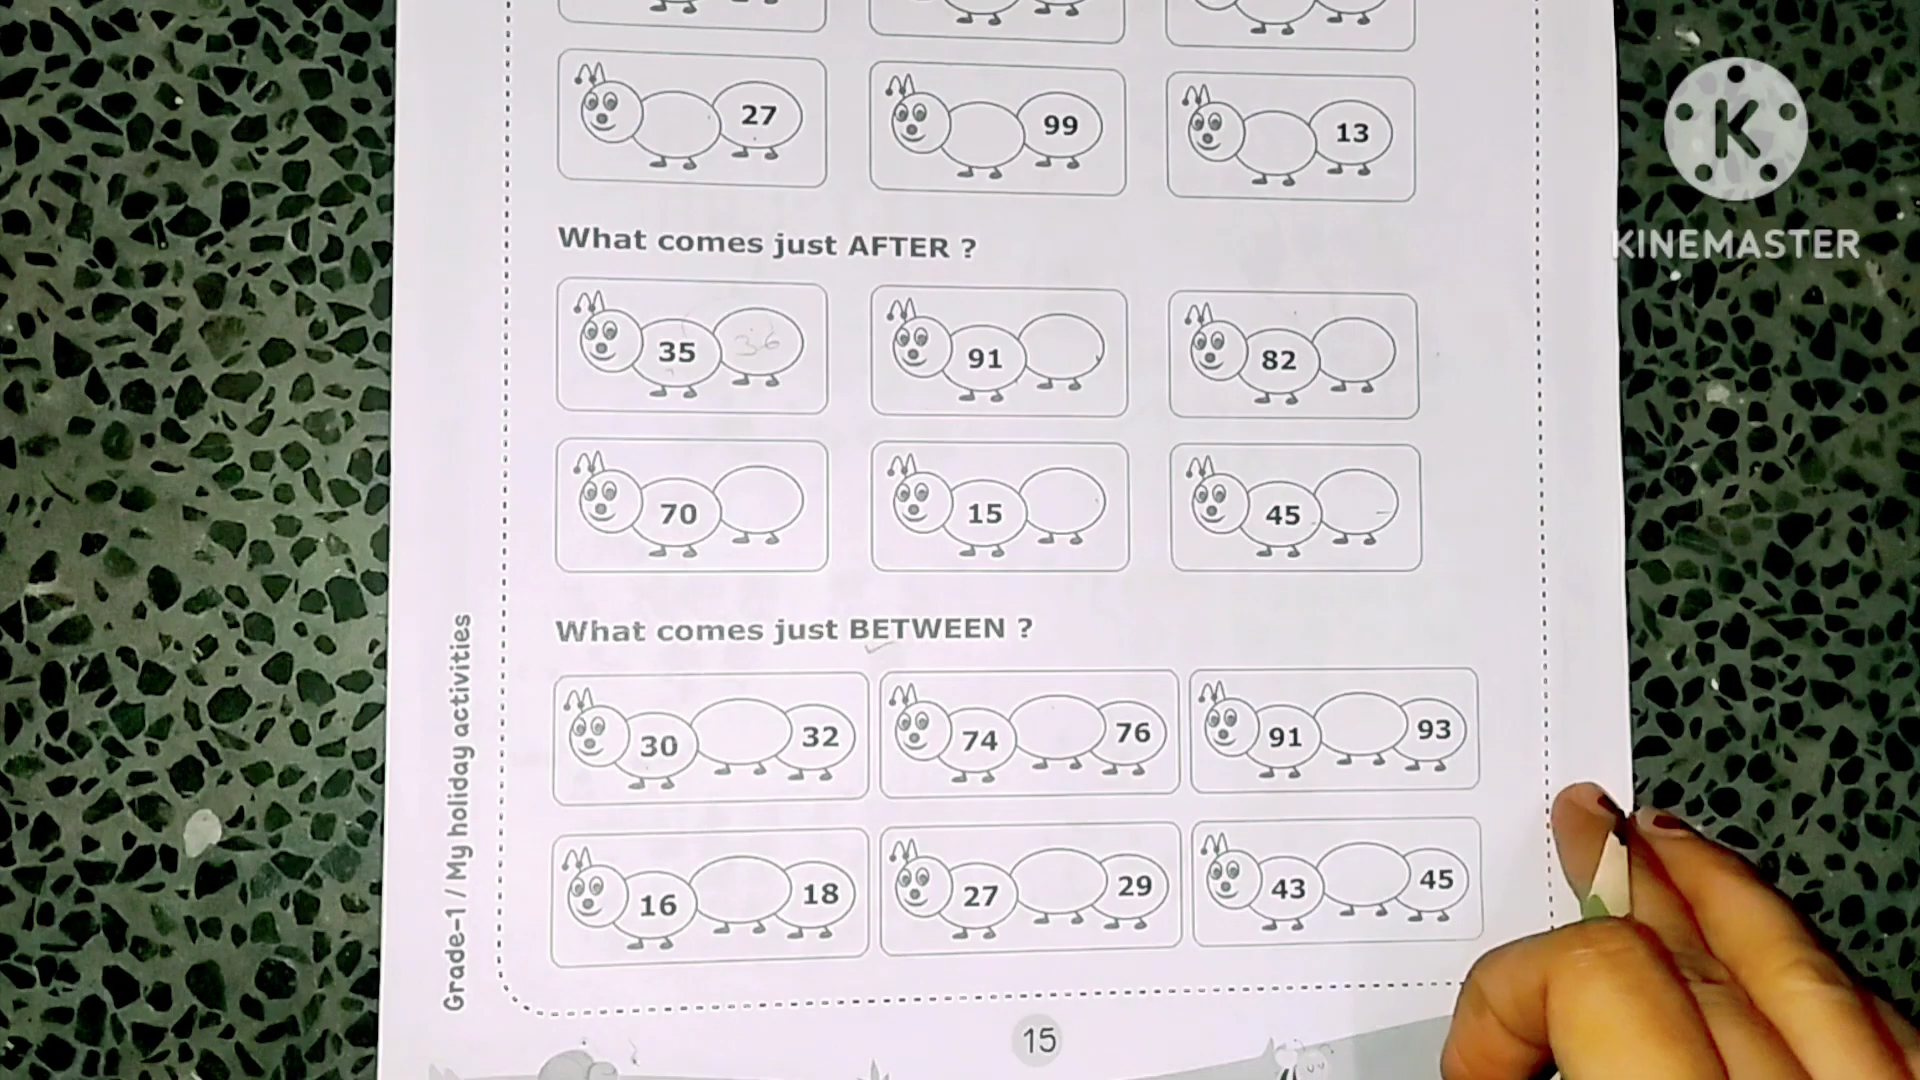 27 99 13
K
KINEMASTER
What comes just AFTER ?
35 36 91 82
70 15 45
What comes just BETWEEN ?
30 32 74 76 91 93
16 18 27 29 43 45
Grade-1 / My holiday activities
15